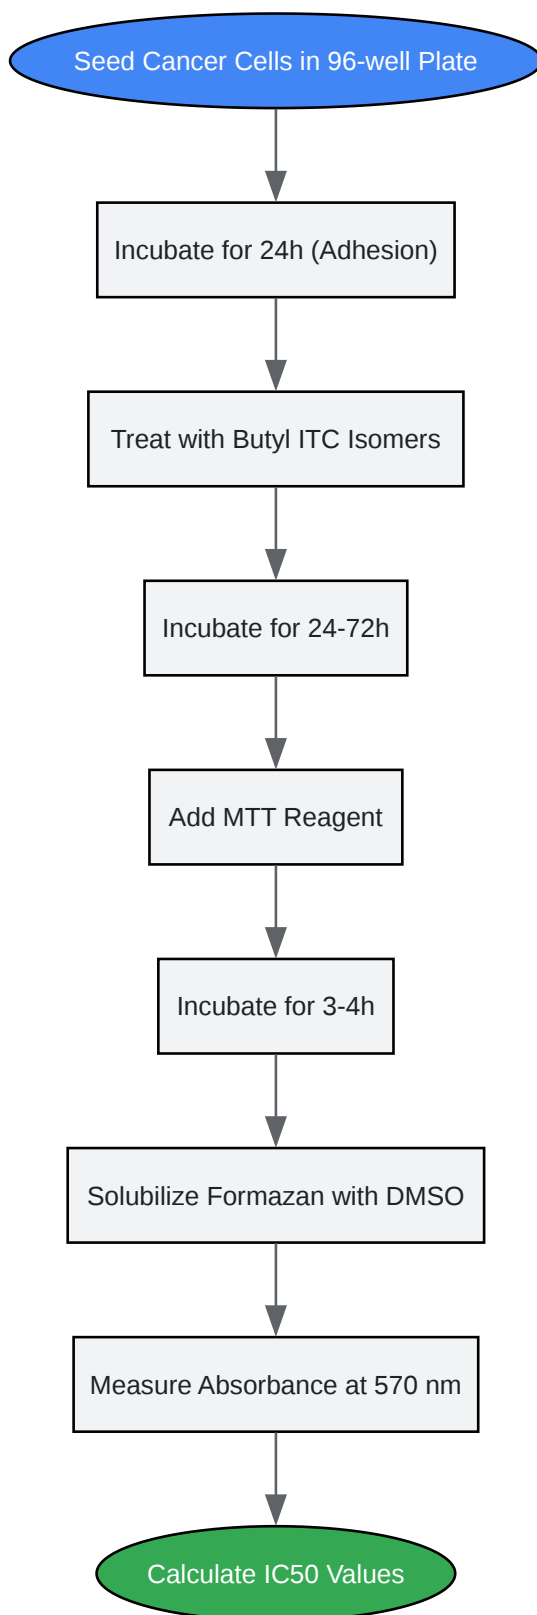 Seed Cancer Cells in 96-well Plate
Incubate for 24h (Adhesion)
Treat with Butyl ITC Isomers
Incubate for 24-72h
Add MTT Reagent
Incubate for 3-4h
Solubilize Formazan with DMSO
Measure Absorbance at 570 nm
Calculate IC50 Values